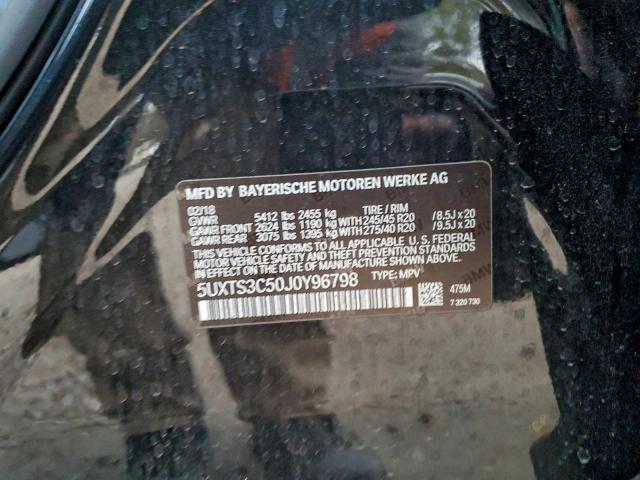 MFD BY BAYERISCHE MOTOREN WERKE AG
02/18
GVWR 5412 lbs 2455 kg TIRE / RIM
GAWR FRONT 2624 lbs 1190 kg WITH 245/45 R20 / 8.5J x 20
GAWR REAR 3075 lbs 1395 kg WITH 275/40 R20 / 9.5J x 20
THIS VEHICLE CONFORMS TO ALL APPLICABLE U. S. FEDERAL
MOTOR VEHICLE SAFETY AND THEFT PREVENTION STANDARDS
IN EFFECT ON THE DATE OF MANUFACTURE SHOWN ABOVE.
5UXTS3C50J0Y96798 TYPE: MPV
475M
7 320 730